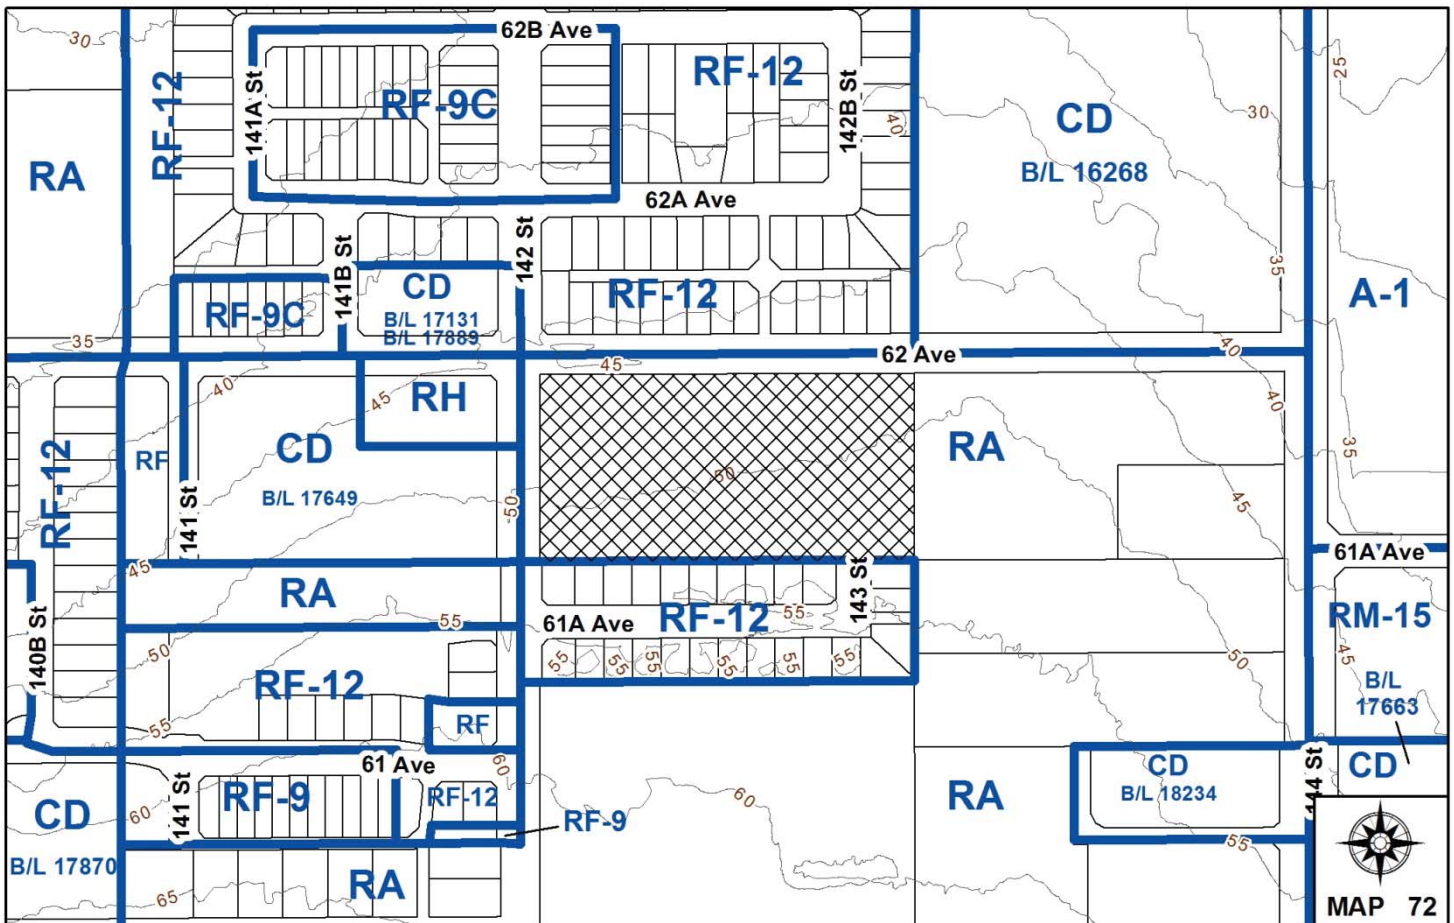 62B Ave
30
25
RF-12
141A St
RF-12
142B St
RF-9C
40
CD
30
B/L 16268
RA
62A Ave
142 St
141B St
35
CD
RF-12
A-1
RF-9C
B/L 17131
B/L 17889
35
62 Ave
40
45
40
45
RH
40
RF-12
CD
RA
35
RF
50
B/L 17649
50
45
141 St
61A Ave
45
RA
143 St
140B St
55
55
61A Ave
RF-12
RM-15
50
55
55
55
55
55
55
50
45
RF-12
B/L
17663
55
RF
61 Ave
60
CD
CD
141 St
RF-9
RF-12
60
RA
B/L 18234
144 St
CD
60
RF-9
55
B/L 17870
RA
65
MAP 72